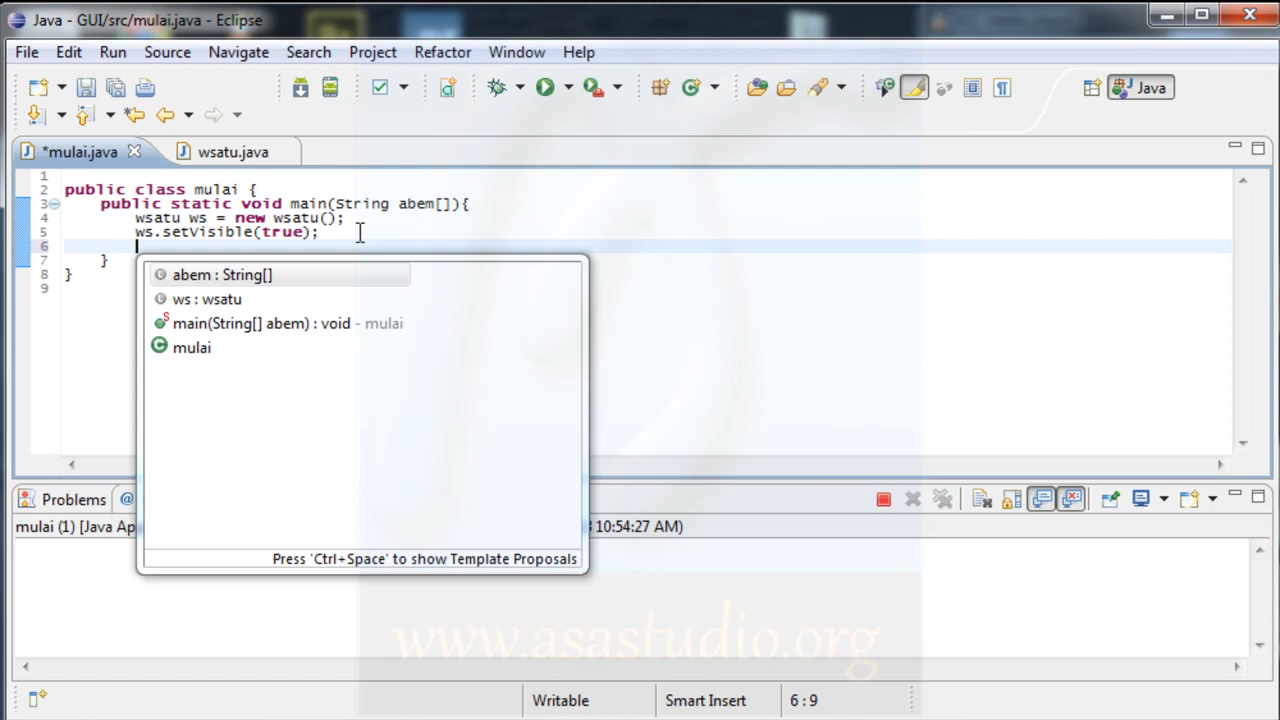 Java - GUI/src/mulai.java - Eclipse
File Edit Run Source Navigate Search Project Refactor Window Help
Java
*mulai.java wsatu.java
1
2 public class mulai {
3 public static void main(String abem[]){
4 wsatu ws = new wsatu();
5 ws.setVisible(true);
6
7 }
8 }
9
abem : String[]
ws : wsatu
main(String[] abem) : void - mulai
mulai
Press 'Ctrl+Space' to show Template Proposals
Problems @
mulai (1) [Java Ap 10:54:27 AM)
www.asastudio.org
Writable Smart Insert 6 : 9